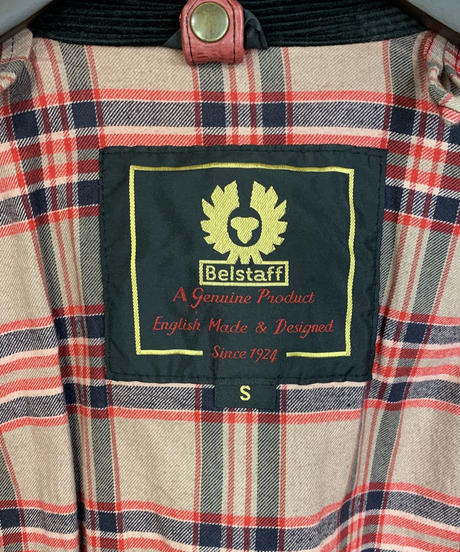 Belstaff
A Genuine Product
English Made & Designed
Since 1924
S